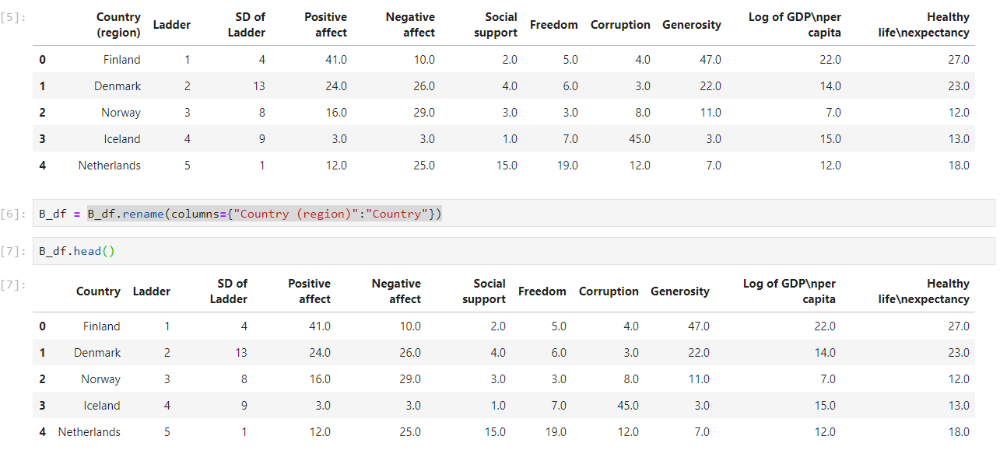 [5]:
Country (region) Ladder SD of Ladder Positive affect Negative affect Social support Freedom Corruption Generosity Log of GDP\nper capita Healthy life\nexpectancy
0 Finland 1 4 41.0 10.0 2.0 5.0 4.0 47.0 22.0 27.0
1 Denmark 2 13 24.0 26.0 4.0 6.0 3.0 22.0 14.0 23.0
2 Norway 3 8 16.0 29.0 3.0 3.0 8.0 11.0 7.0 12.0
3 Iceland 4 9 3.0 3.0 1.0 7.0 45.0 3.0 15.0 13.0
4 Netherlands 5 1 12.0 25.0 15.0 19.0 12.0 7.0 12.0 18.0
[6]: B_df = B_df.rename(columns={"Country (region)":"Country"})
[7]: B_df.head()
[7]:
Country Ladder SD of Ladder Positive affect Negative affect Social support Freedom Corruption Generosity Log of GDP\nper capita Healthy life\nexpectancy
0 Finland 1 4 41.0 10.0 2.0 5.0 4.0 47.0 22.0 27.0
1 Denmark 2 13 24.0 26.0 4.0 6.0 3.0 22.0 14.0 23.0
2 Norway 3 8 16.0 29.0 3.0 3.0 8.0 11.0 7.0 12.0
3 Iceland 4 9 3.0 3.0 1.0 7.0 45.0 3.0 15.0 13.0
4 Netherlands 5 1 12.0 25.0 15.0 19.0 12.0 7.0 12.0 18.0